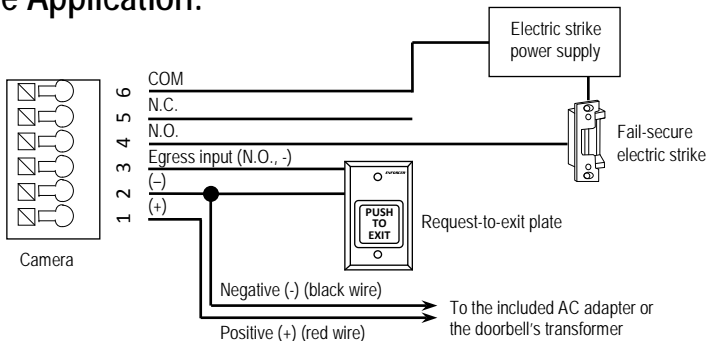 e Application:
Electric strike
power supply
COM
6
N.C.
5
N.O.
4
Egress input (N.O., -)
3
(–)
2
(+)
1
Fail-secure
electric strike
ENFORCER
PUSH
TO
EXIT
Request-to-exit plate
Camera
Negative (-) (black wire)
Positive (+) (red wire)
To the included AC adapter or
the doorbell's transformer